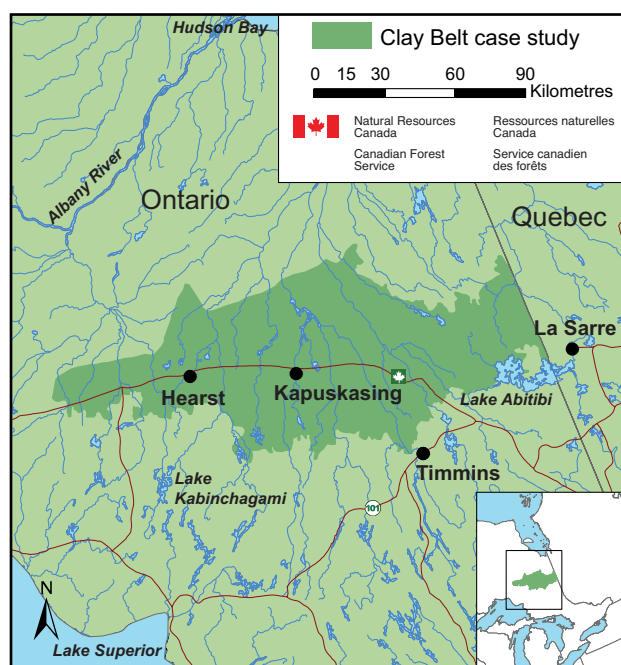 Hudson Bay
Clay Belt case study
0 15 30 60 90
Kilometres
Natural Resources
Canada
Ressources naturelles
Canada
Canadian Forest
Service
Service canadien
des forêts
Albany River
Ontario
Quebec
La Sarre
Hearst
Kapuskasing
Lake Abitibi
Timmins
Lake
Kabinchagami
101
N
Lake Superior